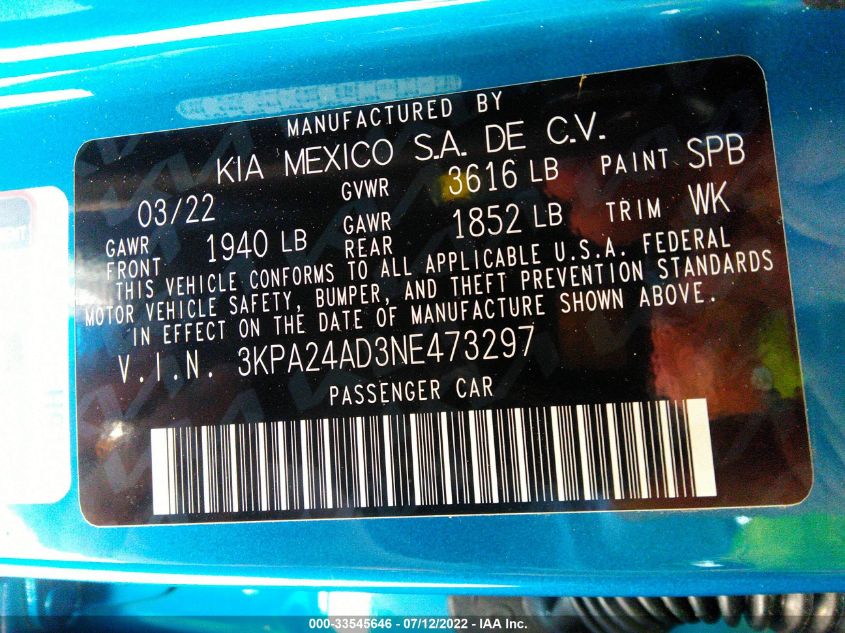 MANUFACTURED BY
KIA MEXICO S.A. DE C.V.
03/22 GVWR 3616 LB PAINT SPB
GAWR FRONT 1940 LB GAWR REAR 1852 LB TRIM WK
THIS VEHICLE CONFORMS TO ALL APPLICABLE U.S.A. FEDERAL
MOTOR VEHICLE SAFETY, BUMPER, AND THEFT PREVENTION STANDARDS
IN EFFECT ON THE DATE OF MANUFACTURE SHOWN ABOVE.
V.I.N. 3KPA24AD3NE473297
PASSENGER CAR
000-33545646 - 07/12/2022 - IAA Inc.